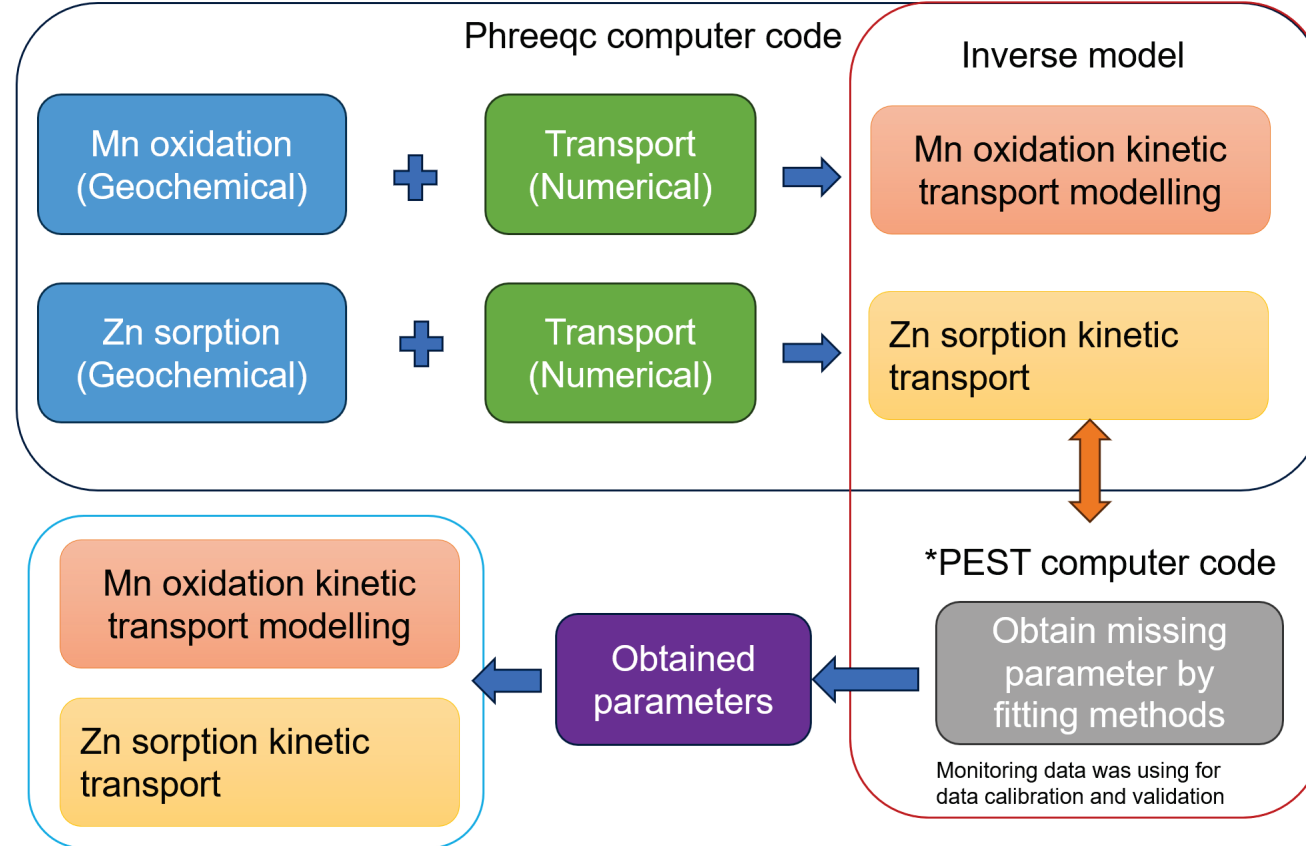 Phreeqc computer code
Inverse model
Mn oxidation
(Geochemical)
Transport
(Numerical)
Mn oxidation kinetic
transport modelling
Zn sorption
(Geochemical)
Transport
(Numerical)
Zn sorption kinetic
transport
*PEST computer code
Obtain missing
parameter by
fitting methods
Monitoring data was using for
data calibration and validation
Obtained
parameters
Mn oxidation kinetic
transport modelling
Zn sorption kinetic
transport